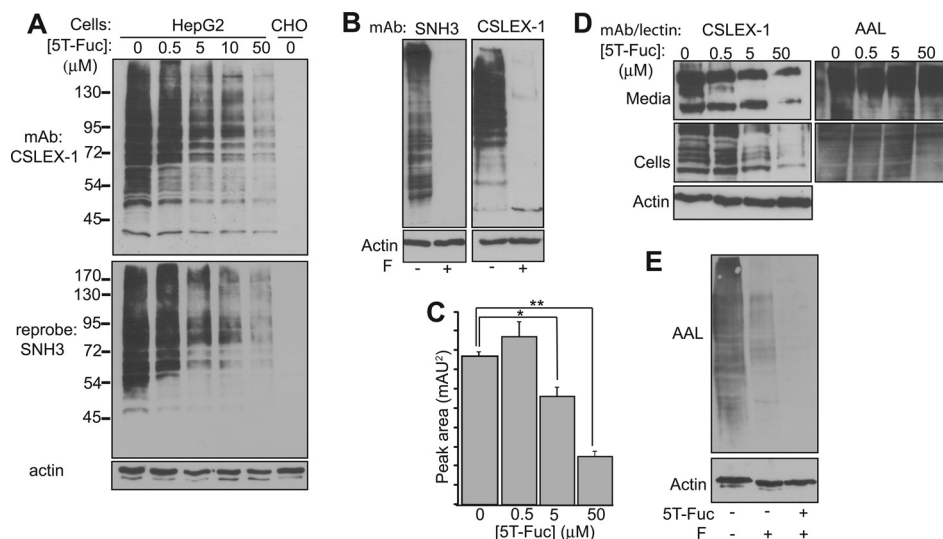 A
Cells: HepG2 CHO
[5T-Fuc]: 0 0.5 5 10 50 0
(μM)
130
95
mAb:
CSLEX-1
72
54
45
170
130
95
reprobe:
SNH3
72
54
45
actin
B
mAb: SNH3 CSLEX-1
Actin
F - + - +
C
** 
*
Peak area (mAU²)
0 0.5 5 50
[5T-Fuc] (μM)
D
mAb/lectin: CSLEX-1 AAL
[5T-Fuc]: 0 0.5 5 50 0 0.5 5 50
(μM)
Media
Cells
Actin
E
AAL
Actin
5T-Fuc - - +
F - + +